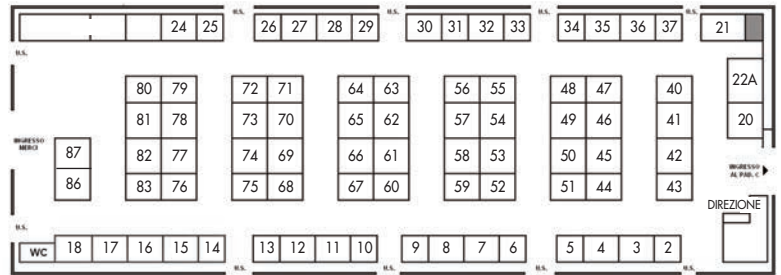 U.S. U.S. U.S. U.S.
24 25 26 27 28 29 30 31 32 33 34 35 36 37 21
U.S.
80 79 72 71 64 63 56 55 48 47 40 22A
81 78 73 70 65 62 57 54 49 46 41 20
INGRESSO
MERCI
87 82 77 74 69 66 61 58 53 50 45 42
INGRESSO
AL PAD. C
86 83 76 75 68 67 60 59 52 51 44 43
DIREZIONE
U.S.
WC 18 17 16 15 14 13 12 11 10 9 8 7 6 5 4 3 2
U.S. U.S. U.S. U.S.